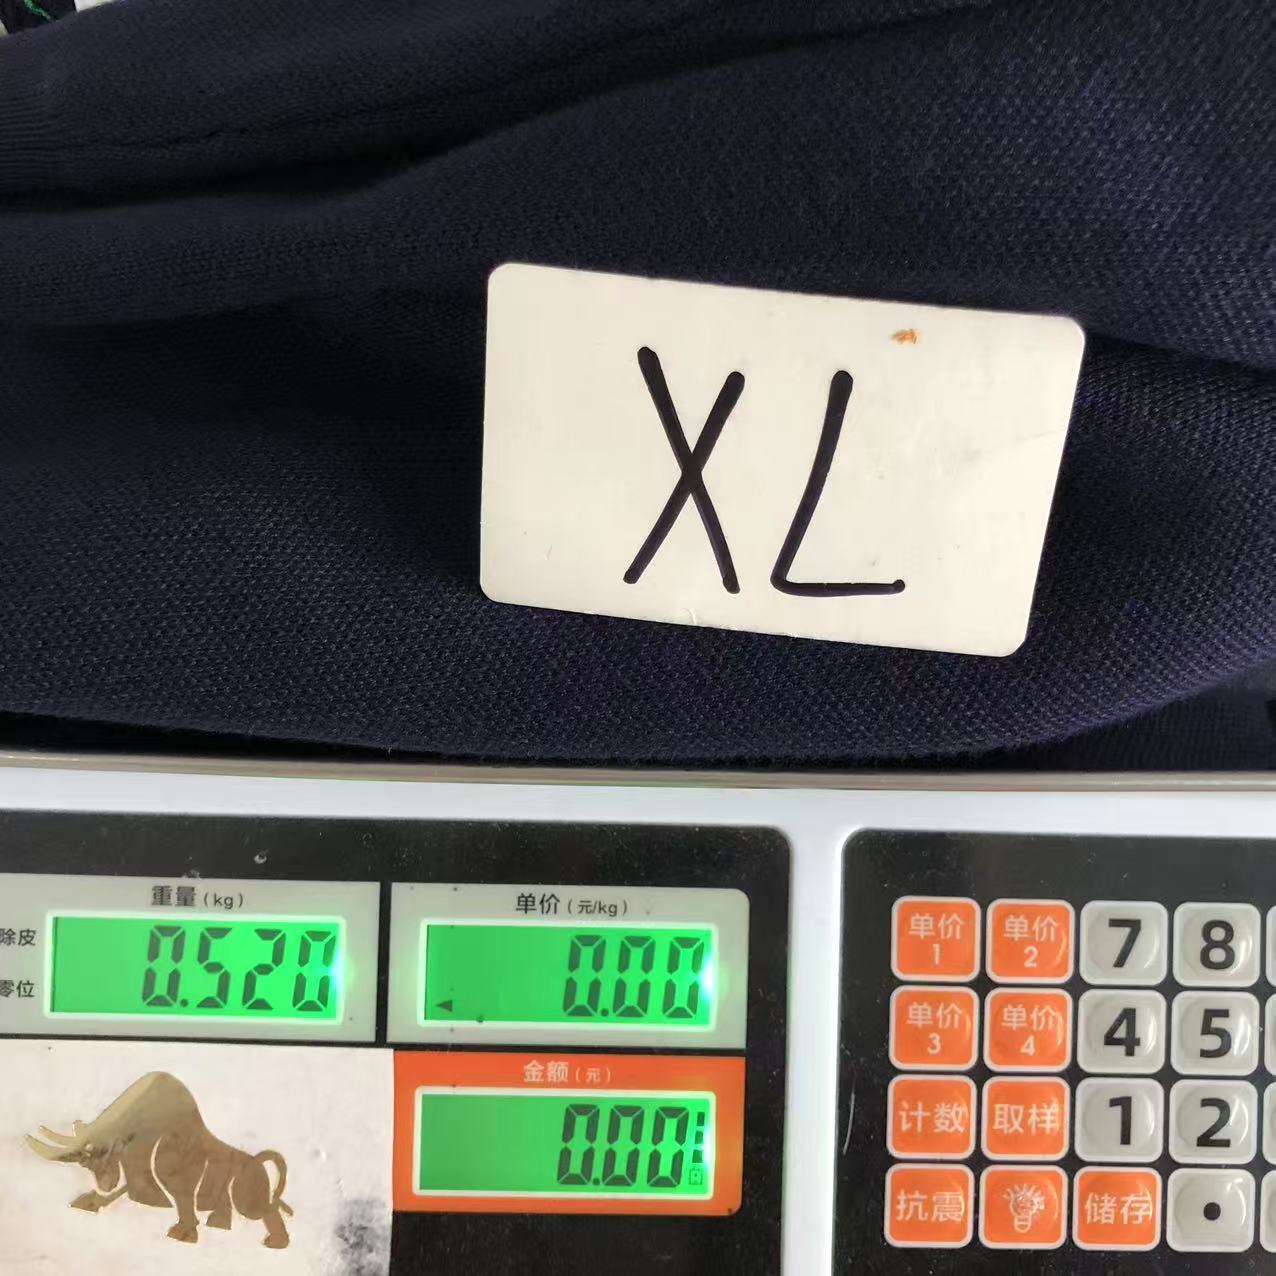 XL
重量(kg)
除皮
零位
0.520
单价(元/kg)
0.00
金额(元)
0.00
单价1 单价2 7 8
单价3 单价4 4 5
计数 取样 1 2
抗震 储存 .